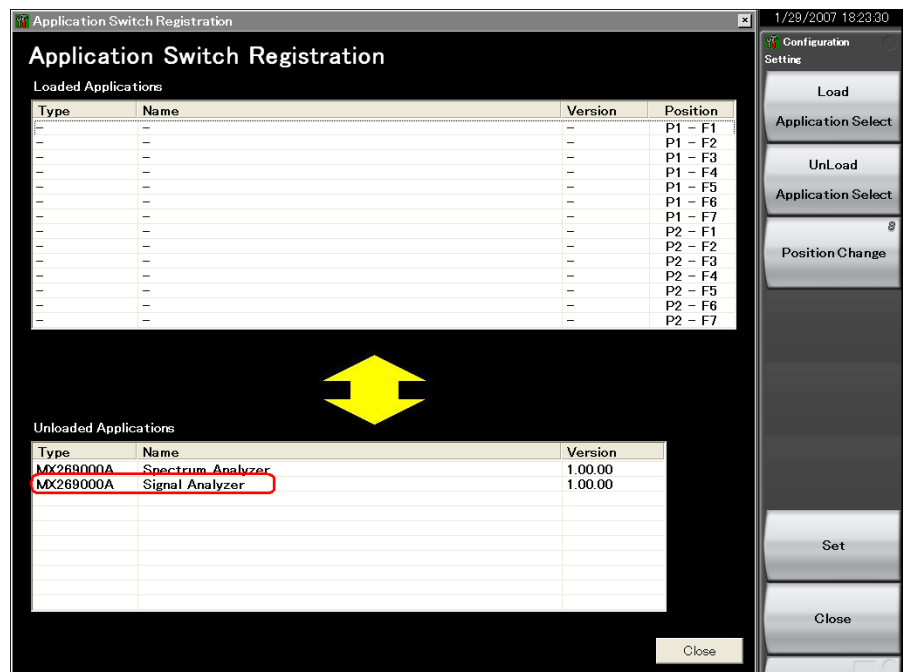 Application Switch Registration
1/29/2007 18:23:30
Configuration
Setting
Application Switch Registration
Loaded Applications
Type Name Version Position
- - - P1 - F1
- - - P1 - F2
- - - P1 - F3
- - - P1 - F4
- - - P1 - F5
- - - P1 - F6
- - - P1 - F7
- - - P2 - F1
- - - P2 - F2
- - - P2 - F3
- - - P2 - F4
- - - P2 - F5
- - - P2 - F6
- - - P2 - F7
Unloaded Applications
Type Name Version
MX269000A Spectrum Analyzer 1.00.00
MX269000A Signal Analyzer 1.00.00
Close
Load
Application Select
UnLoad
Application Select
8
Position Change
Set
Close